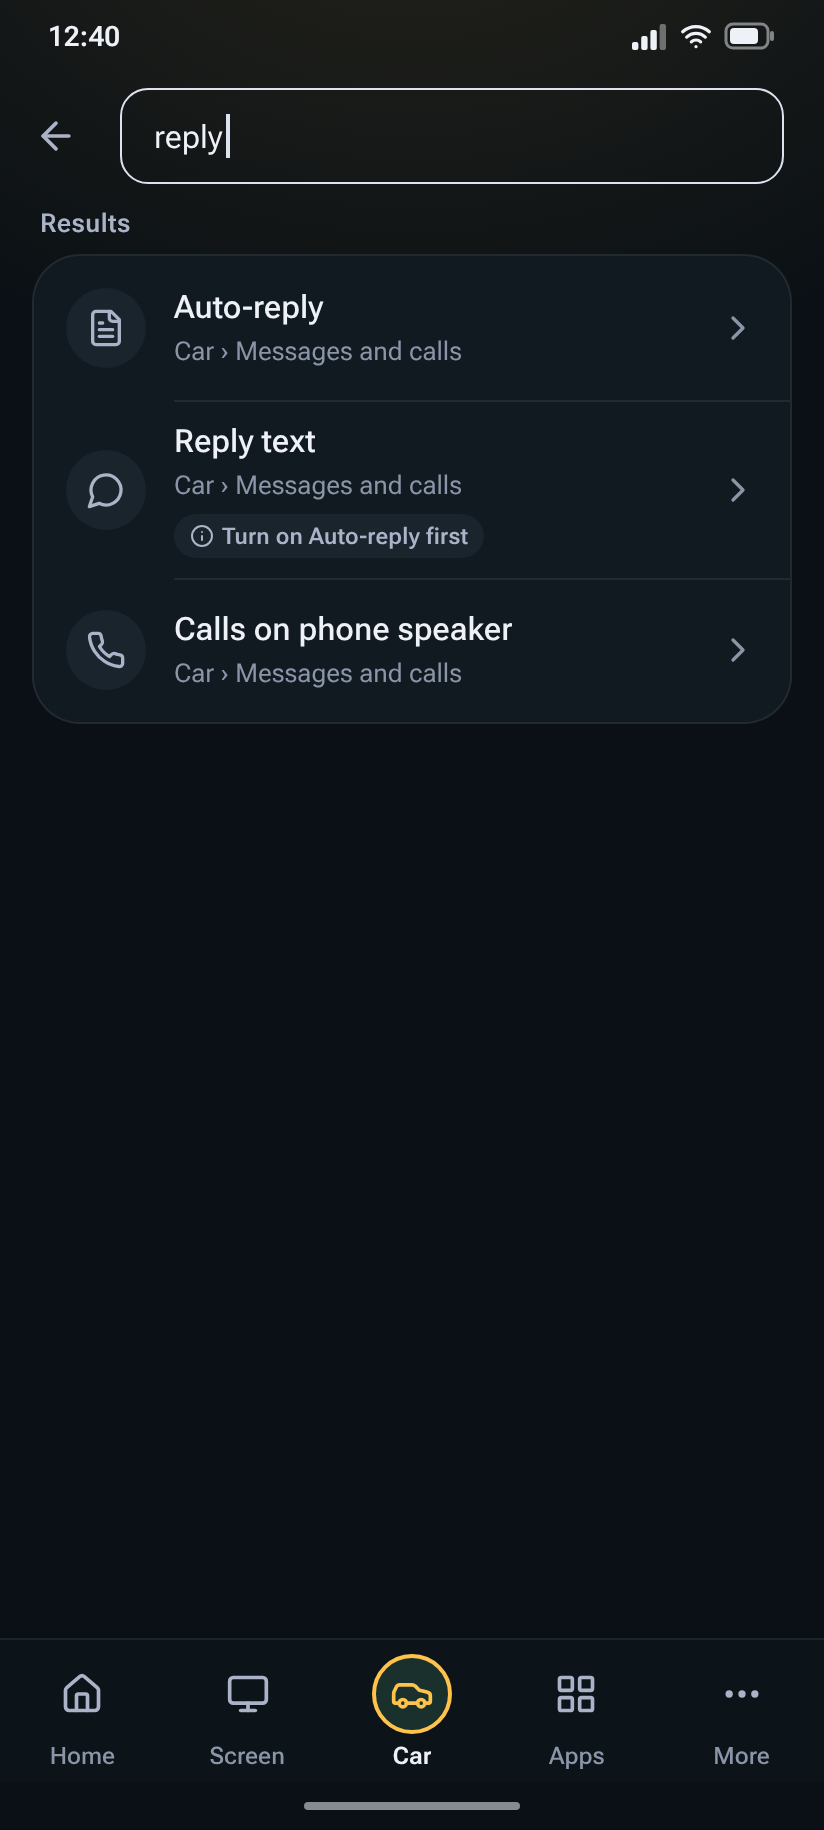 12:40
reply
Results
Auto-reply
Car › Messages and calls
Reply text
Car › Messages and calls
Turn on Auto-reply first
Calls on phone speaker
Car › Messages and calls
Home
Screen
Car
Apps
More